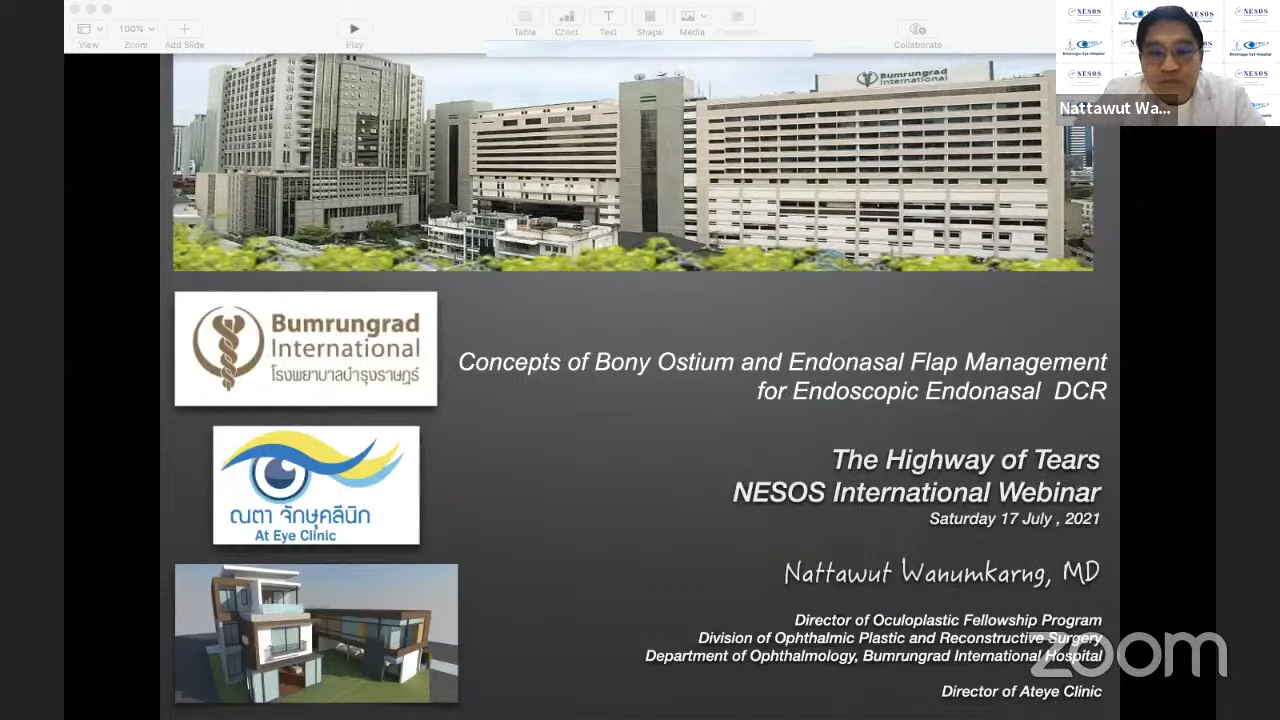 View
100%
Zoom
Add Slide
Play
Table
Chart
Text
Shape
Media
Collaborate
NESOS
Nattawut Wa...
Bumrungrad
International
Bumrungrad
International
โรงพยาบาลบำรุงราษฎร์
Concepts of Bony Ostium and Endonasal Flap Management
for Endoscopic Endonasal DCR
ณตา จักษุคลีนิก
At Eye Clinic
The Highway of Tears
NESOS International Webinar
Saturday 17 July , 2021
Nattawut Wanumkarng, MD
Director of Oculoplastic Fellowship Program
Division of Ophthalmic Plastic and Reconstructive Surgery
Department of Ophthalmology, Bumrungrad International Hospital
Director of Ateye Clinic
zoom